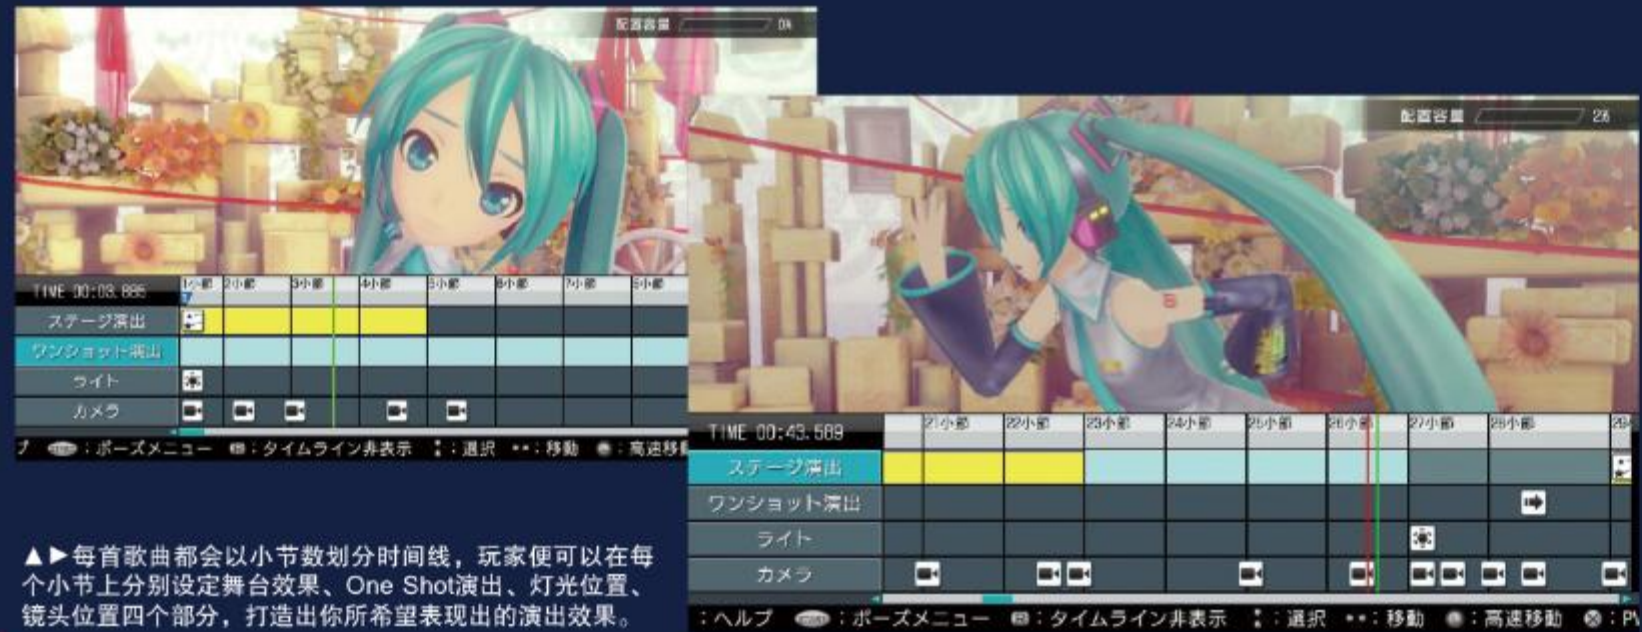 配置容量 0%
TIME 00:03.885
1小節 2小節 3小節 4小節 5小節 6小節 7小節
ステージ演出
ワンショット演出
ライト
カメラ
プ :ポーズメニュー :タイムライン非表示 :選択 :移動 :高速移動
配置容量 2%
TIME 00:43.589
21小節 22小節 23小節 24小節 25小節 26小節 27小節 28小節
ステージ演出
ワンショット演出
ライト
カメラ
:ヘルプ :ポーズメニュー :タイムライン非表示 :選択 :移動 :高速移動 :PV
▲▶每首歌曲都会以小节数划分时间线，玩家便可以在每
个小节上分别设定舞台效果、One Shot演出、灯光位置、
镜头位置四个部分，打造出你所希望表现出的演出效果。